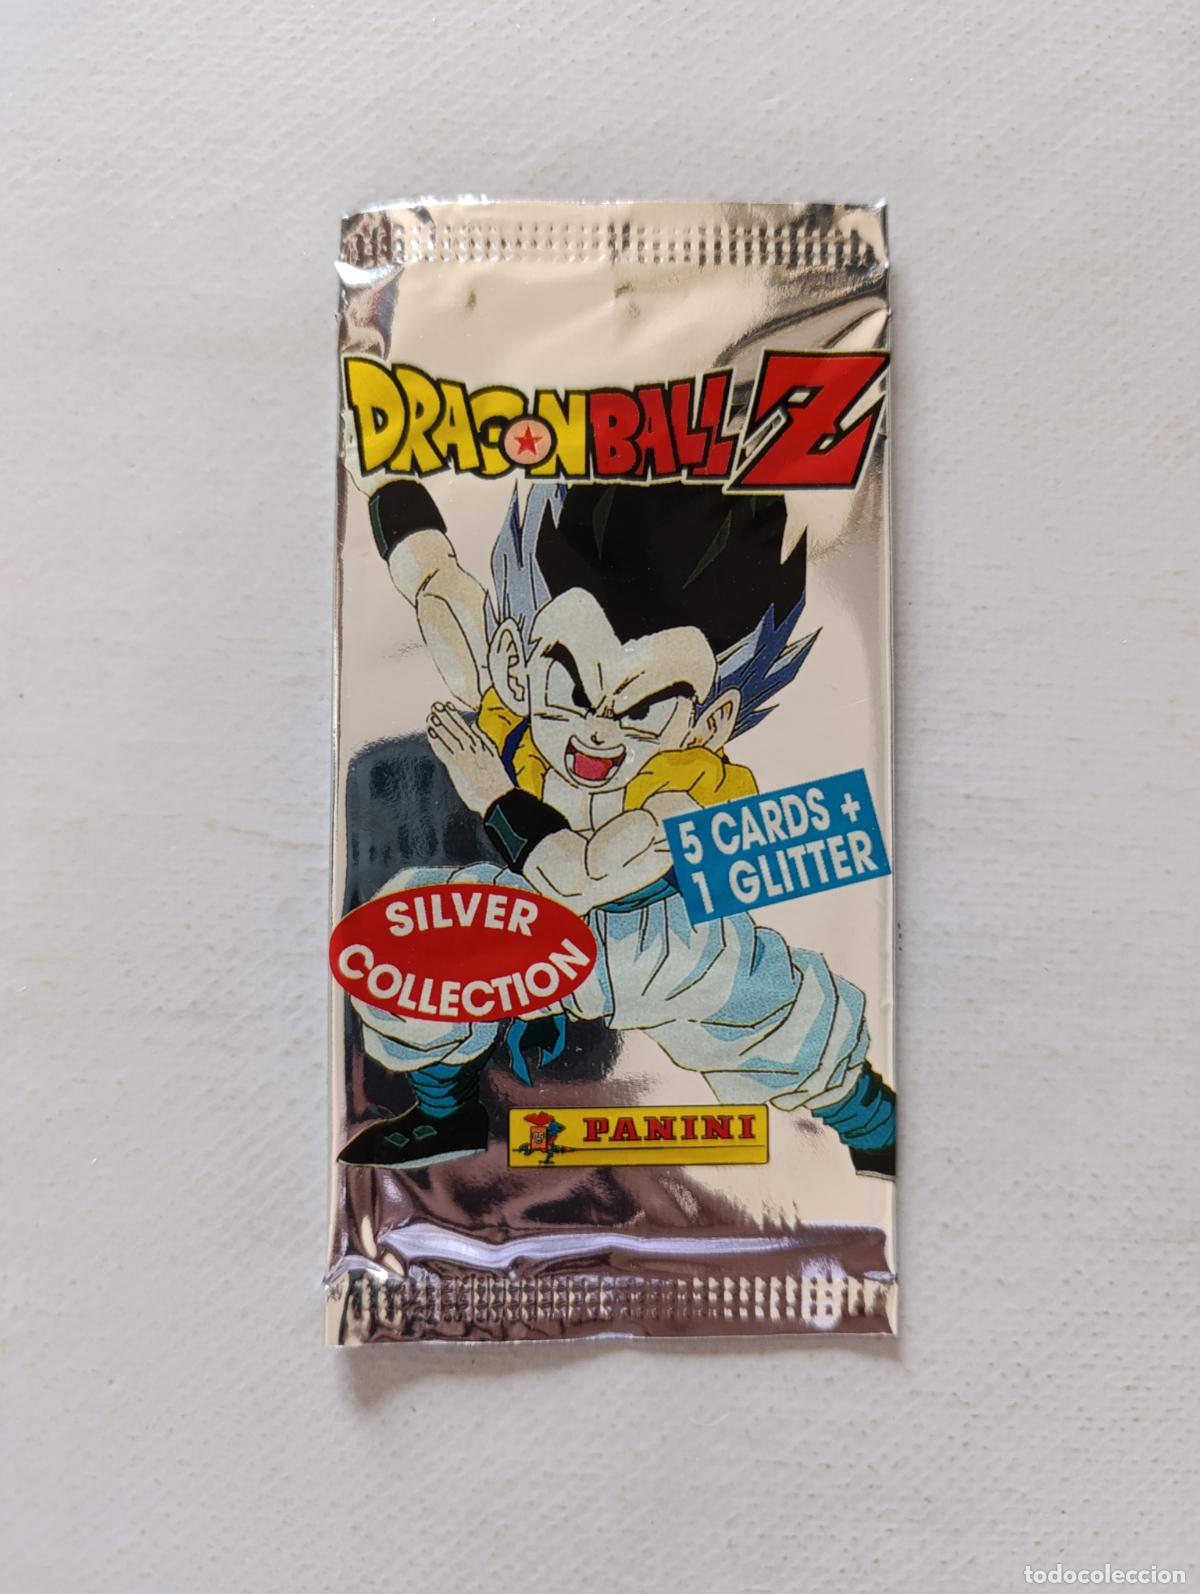 DRAGONBALL Z
5 CARDS +
1 GLITTER
SILVER
COLLECTION
PANINI
todocoleccion